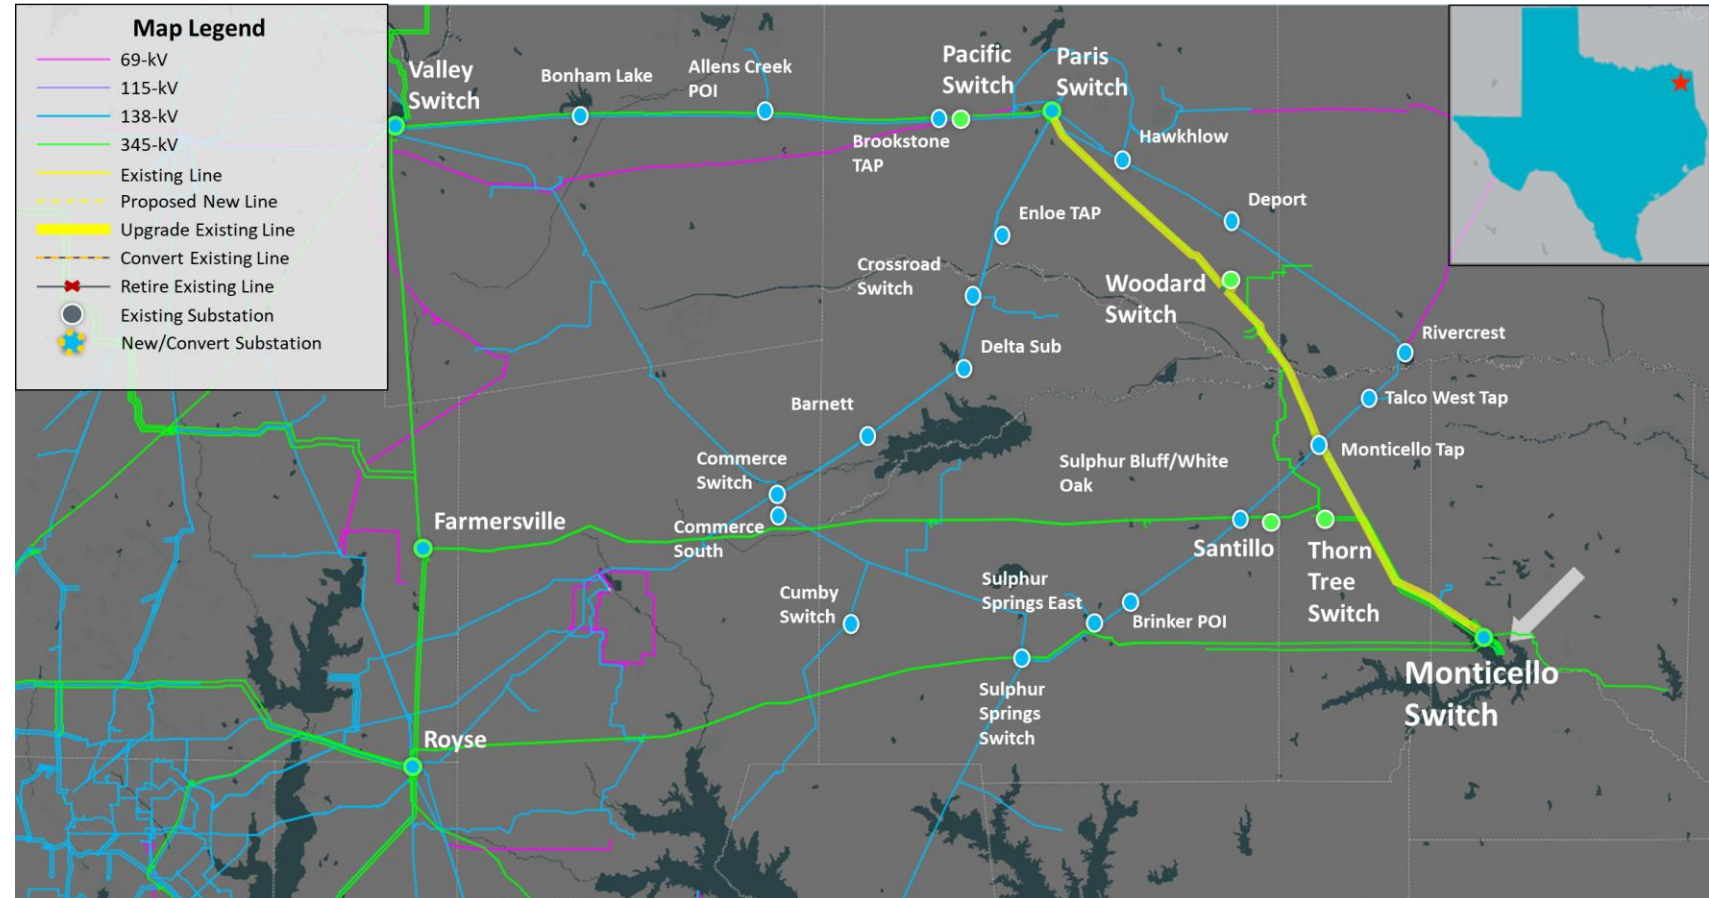 Map Legend
69-kV
115-kV
138-kV
345-kV
Existing Line
Proposed New Line
Upgrade Existing Line
Convert Existing Line
Retire Existing Line
Existing Substation
New/Convert Substation
Valley
Switch
Bonham Lake
Allens Creek
POI
Pacific
Switch
Paris
Switch
Brookstone
TAP
Hawkhlow
Deport
Enloe TAP
Crossroad
Switch
Woodard
Switch
Rivercrest
Delta Sub
Talco West Tap
Barnett
Monticello Tap
Commerce
Switch
Sulphur Bluff/White
Oak
Farmersville
Commerce
South
Santillo
Thorn
Tree
Switch
Cumby
Switch
Sulphur
Springs East
Brinker POI
Monticello
Switch
Sulphur
Springs
Switch
Royse